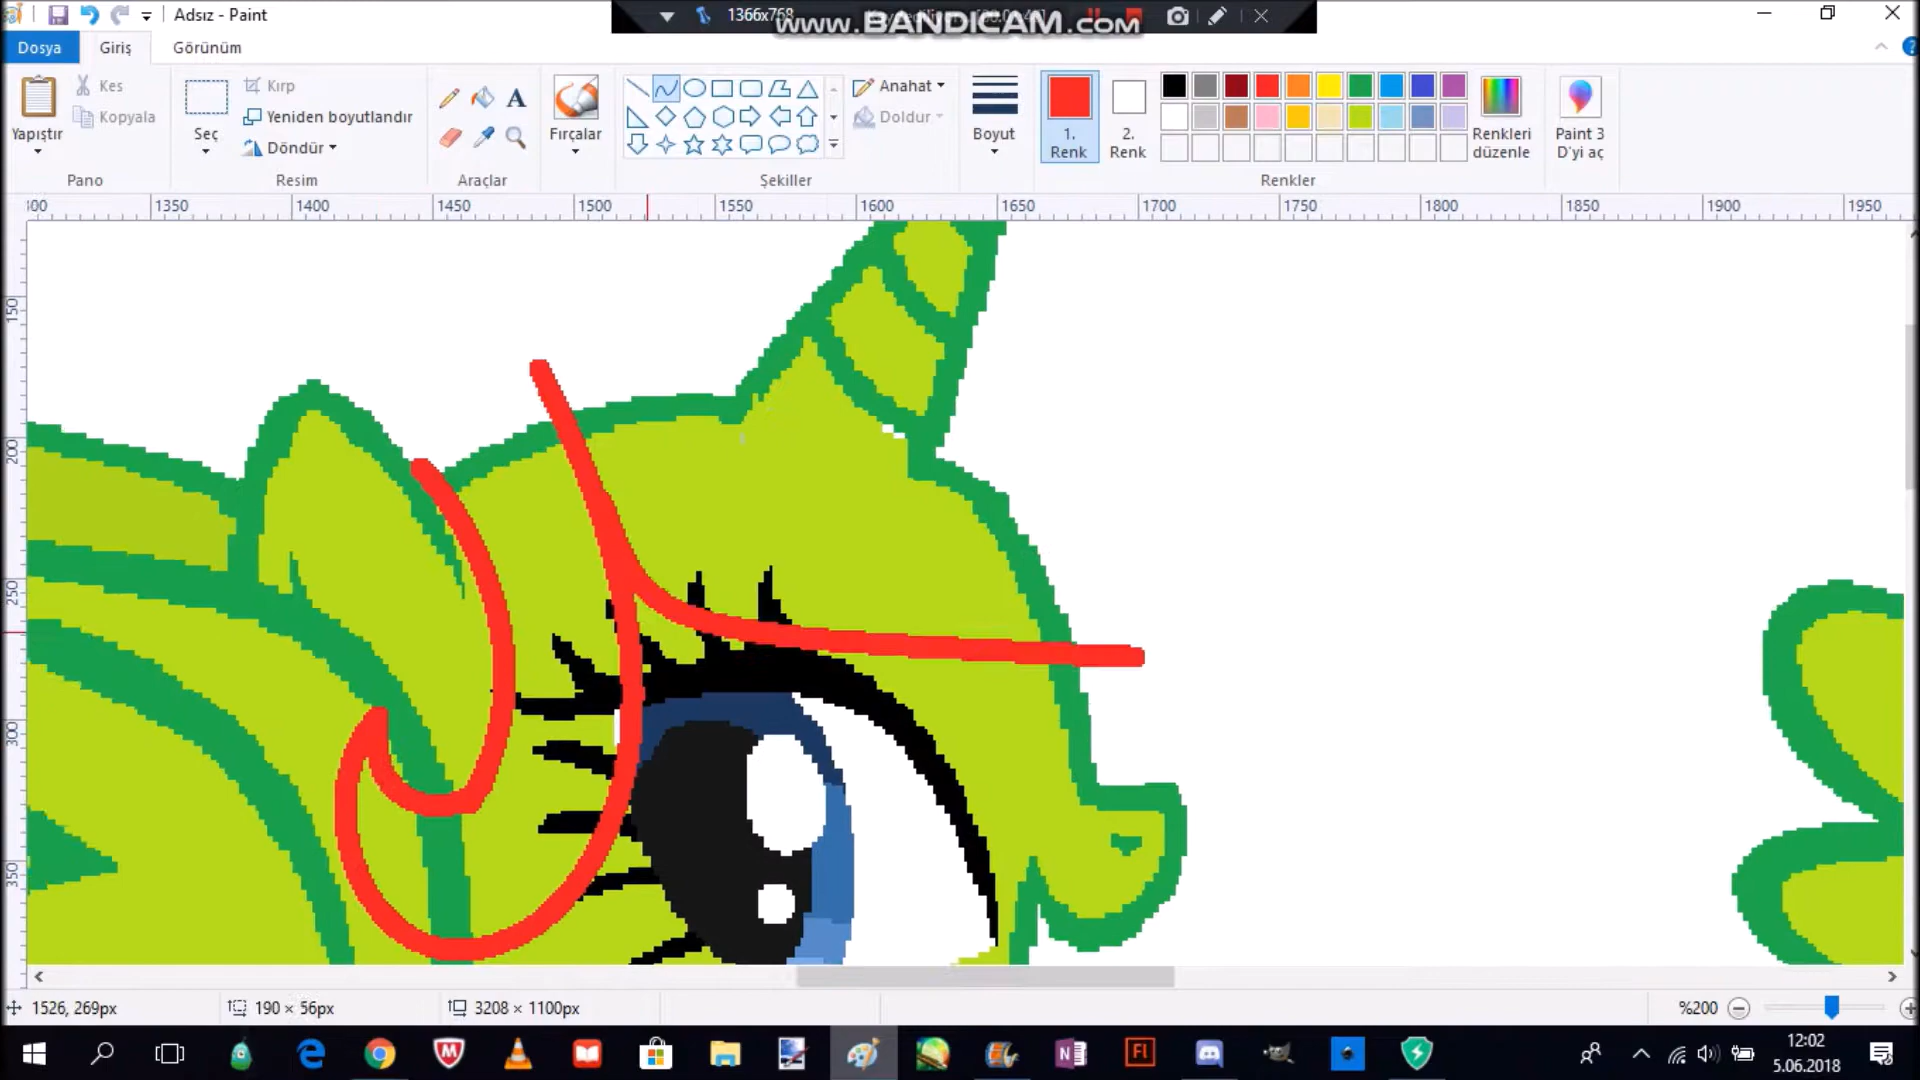 Adsız - Paint
1366x768
www.BANDICAM.com
Dosya
Giriş
Görünüm
Yapıştır
Kes
Kopyala
Pano
Seç
Kırp
Yeniden boyutlandır
Döndür
Resim
A
Araçlar
Fırçalar
Anahat
Doldur
Şekiller
Boyut
1.
Renk
2.
Renk
Renkleri
düzenle
Renkler
Paint 3
D'yi aç
1350
1400
1450
1500
1550
1600
1650
1700
1750
1800
1850
1900
1950
150
200
250
300
350
1526, 269px
190 × 56px
3208 × 1100px
%200
12:02
5.06.2018